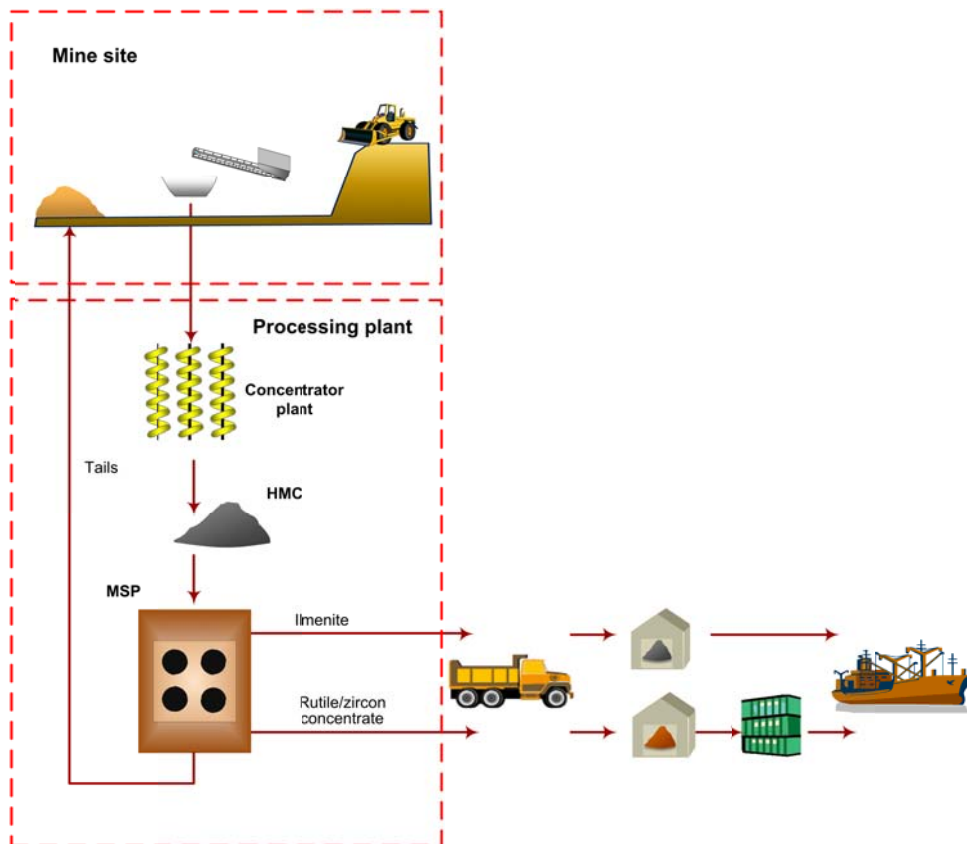 Mine site
Processing plant
Concentrator
plant
Tails
HMC
MSP
Ilmenite
Rutile/zircon
concentrate